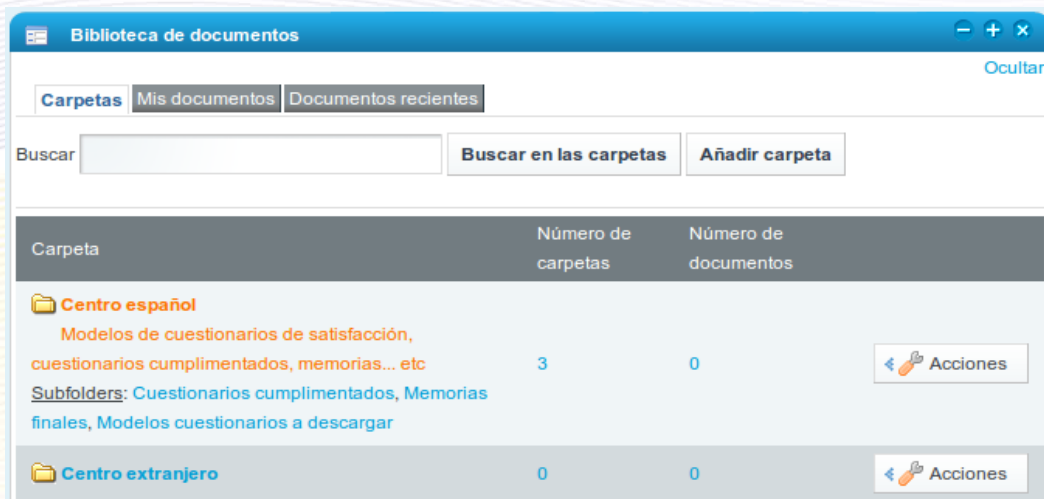 Biblioteca de documentos
Ocultar
Carpetas Mis documentos Documentos recientes
Buscar Buscar en las carpetas Añadir carpeta
Carpeta Número de carpetas Número de documentos
Centro español
Modelos de cuestionarios de satisfacción,
cuestionarios cumplimentados, memorias... etc
3 0 Acciones
Subfolders: Cuestionarios cumplimentados, Memorias
finales, Modelos cuestionarios a descargar
Centro extranjero 0 0 Acciones